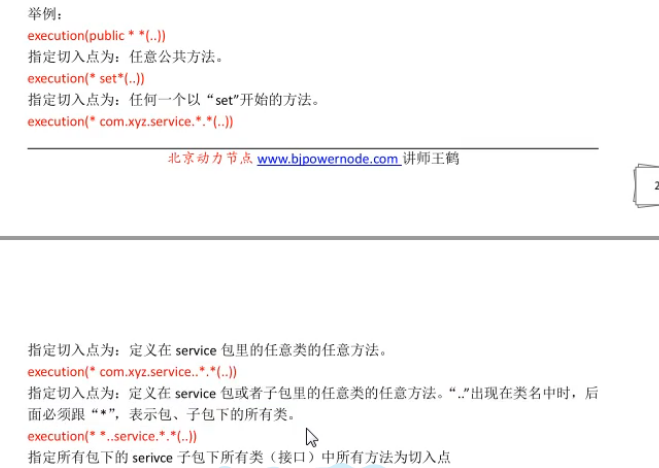 举例：
execution(public * *(..))
指定切入点为：任意公共方法。
execution(* set*(..))
指定切入点为：任何一个以“set”开始的方法。
execution(* com.xyz.service.*.*(..))
北京动力节点 www.bjpowernode.com 讲师王鹤
2
指定切入点为：定义在 service 包里的任意类的任意方法。
execution(* com.xyz.service..*.*(..))
指定切入点为：定义在 service 包或者子包里的任意类的任意方法。“..”出现在类名中时，后
面必须跟“*”，表示包、子包下的所有类。
execution(* *..service.*.*(..))
指定所有包下的 serivce 子包下所有类（接口）中所有方法为切入点